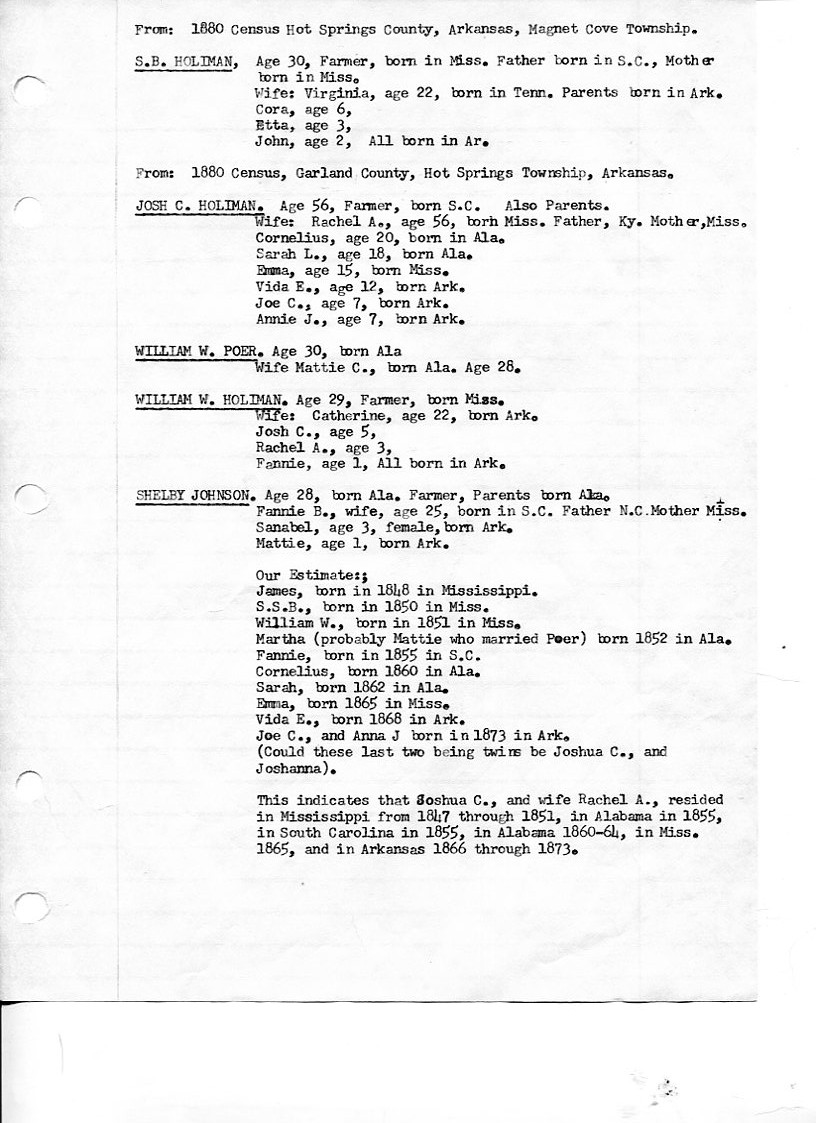 From: 1880 Census Hot Springs County, Arkansas, Magnet Cove Township.
S.B. HOLIMAN, Age 30, Farmer, born in Miss. Father born in S.C., Mother
born in Miss.
Wife: Virginia, age 22, born in Tenn. Parents born in Ark.
Cora, age 6,
Etta, age 3,
John, age 2, All born in Ar.
From: 1880 Census, Garland County, Hot Springs Township, Arkansas.
JOSH C. HOLIMAN. Age 56, Farmer, born S.C. Also Parents.
Wife: Rachel A., age 56, born Miss. Father, Ky. Mother,Miss.
Cornelius, age 20, born in Ala.
Sarah L., age 18, born Ala.
Emma, age 15, born Miss.
Vida E., age 12, born Ark.
Joe C., age 7, born Ark.
Annie J., age 7, born Ark.
WILLIAM W. POER. Age 30, born Ala
Wife Mattie C., born Ala. Age 28.
WILLIAM W. HOLIMAN. Age 29, Farmer, born Miss.
Wife: Catherine, age 22, born Ark.
Josh C., age 5,
Rachel A., age 3,
Fannie, age 1, All born in Ark.
SHELBY JOHNSON. Age 28, born Ala. Farmer, Parents born Ala.
Fannie B., wife, age 25, born in S.C. Father N.C.Mother Miss.
Sanabel, age 3, female,born Ark.
Mattie, age 1, born Ark.
Our Estimate:;
James, born in 1848 in Mississippi.
S.S.B., born in 1850 in Miss.
William W., born in 1851 in Miss.
Martha (probably Mattie who married Poer) born 1852 in Ala.
Fannie, born in 1855 in S.C.
Cornelius, born 1860 in Ala.
Sarah, born 1862 in Ala.
Emma, born 1865 in Miss.
Vida E., born 1868 in Ark.
Joe C., and Anna J born in 1873 in Ark.
(Could these last two being twins be Joshua C., and
Joshanna).
This indicates that Joshua C., and wife Rachel A., resided
in Mississippi from 1847 through 1851, in Alabama in 1855,
in South Carolina in 1855, in Alabama 1860-64, in Miss.
1865, and in Arkansas 1866 through 1873.